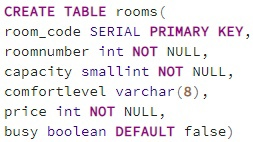 CREATE TABLE rooms(
room_code SERIAL PRIMARY KEY,
roomnumber int NOT NULL,
capacity smallint NOT NULL,
comfortlevel varchar(8),
price int NOT NULL,
busy boolean DEFAULT false)